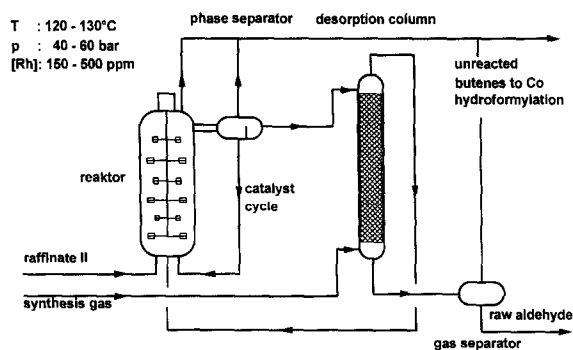 T : 120 - 130°C
p : 40 - 60 bar
[Rh]: 150 - 500 ppm
phase separator
desorption column
unreacted
butenes to Co
hydroformylation
reaktor
catalyst
cycle
raffinate II
synthesis gas
raw aldehyde
gas separator